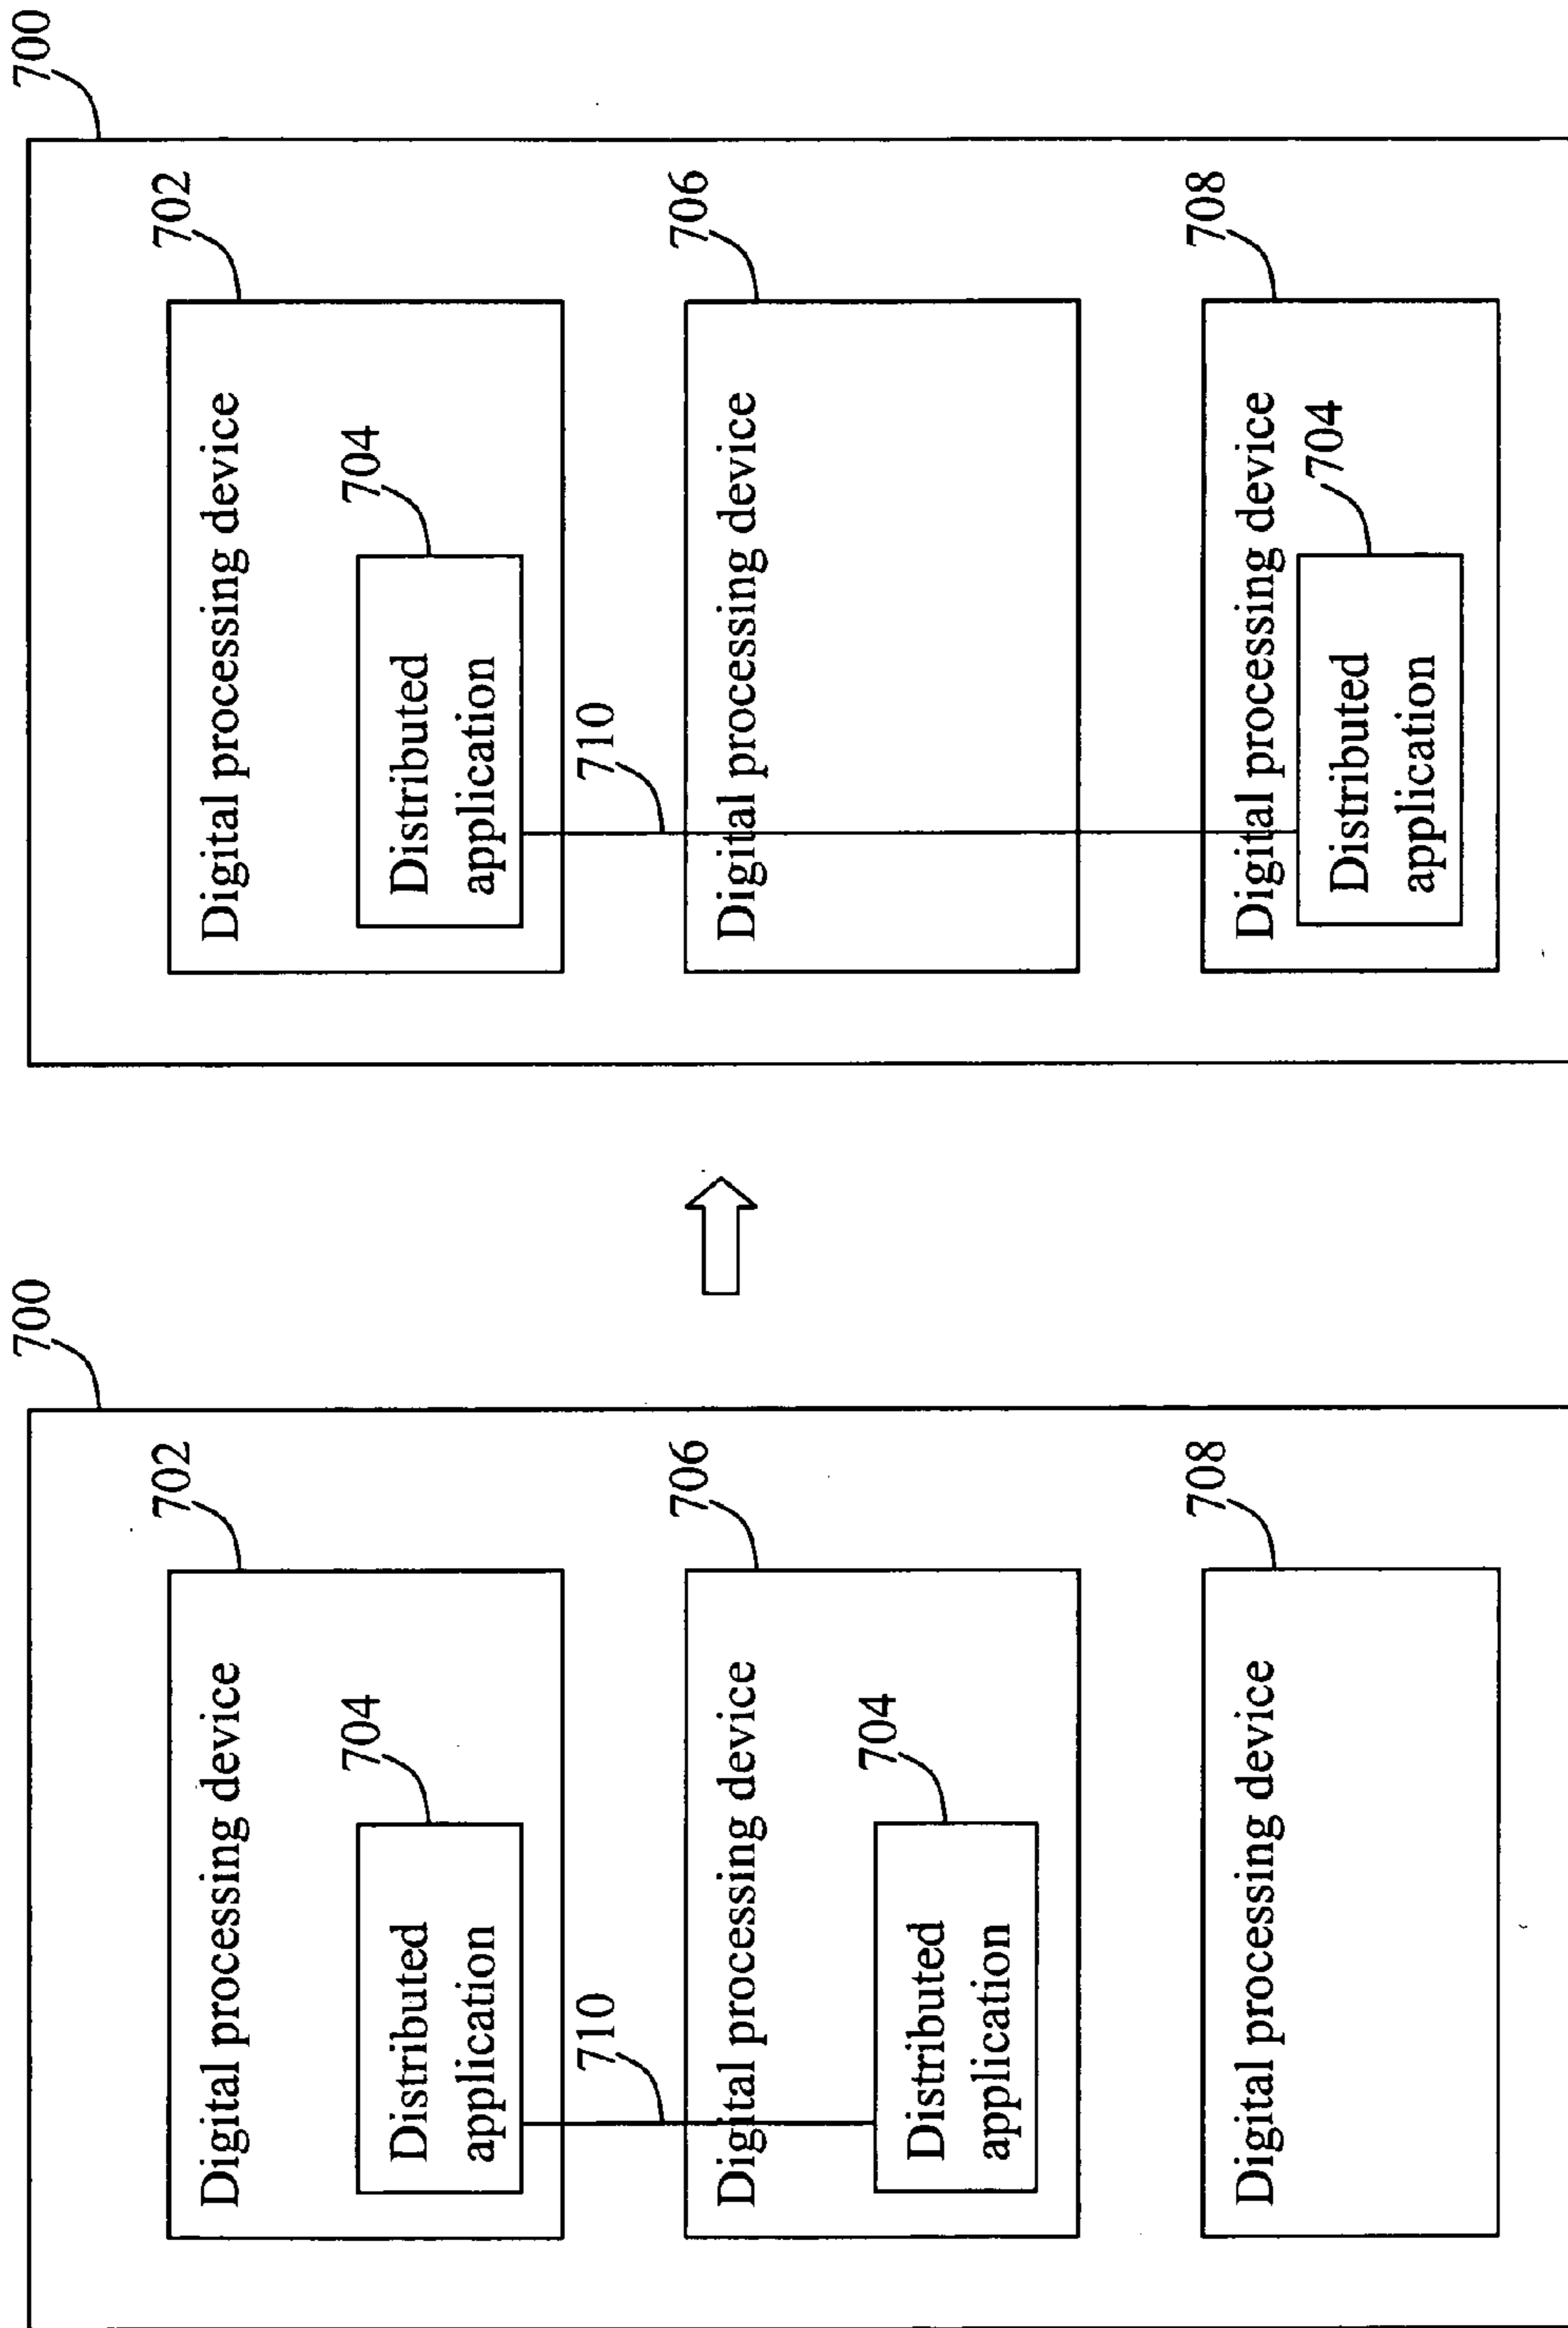 700
702
Digital processing device
704
Distributed
application
710
706
Digital processing device
704
Distributed
application
708
Digital processing device
700
702
Digital processing device
704
Distributed
application
710
706
Digital processing device
708
Digital processing device
704
Distributed
application